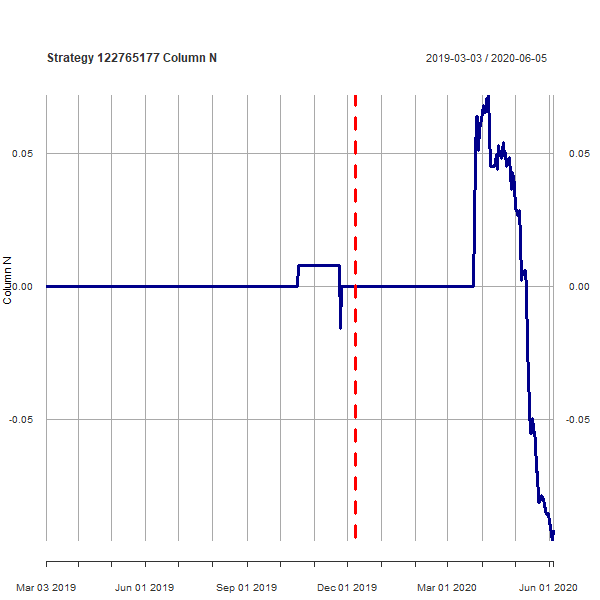 Strategy 122765177 Column N
2019-03-03 / 2020-06-05
0.05
0.05
0.00
0.00
Column N
-0.05
-0.05
Mar 03 2019
Jun 01 2019
Sep 01 2019
Dec 01 2019
Mar 01 2020
Jun 01 2020